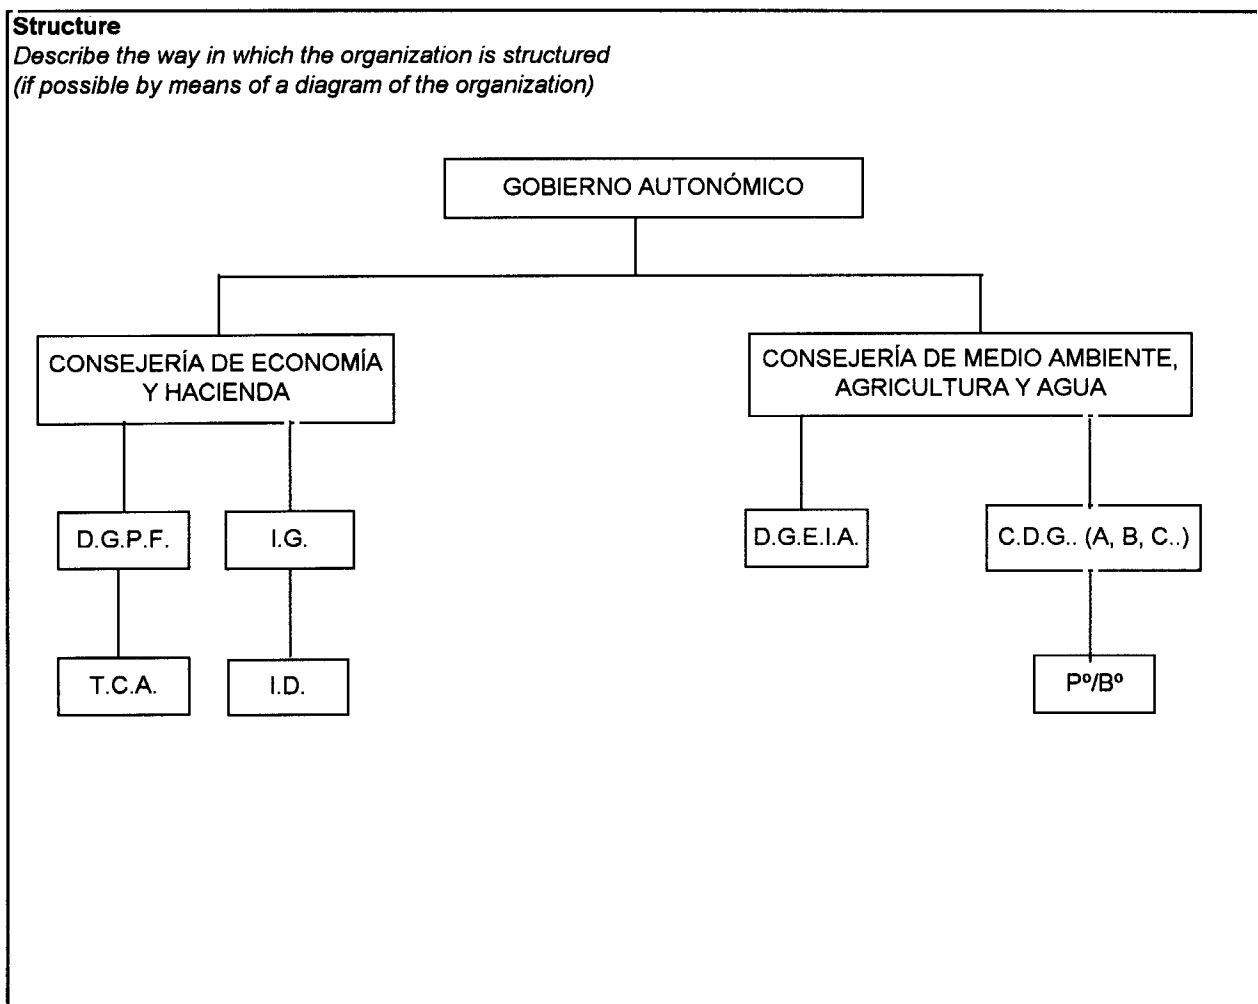 Structure
Describe the way in which the organization is structured
(if possible by means of a diagram of the organization)
GOBIERNO AUTONÓMICO
CONSEJERÍA DE ECONOMÍA
Y HACIENDA
CONSEJERÍA DE MEDIO AMBIENTE,
AGRICULTURA Y AGUA
D.G.P.F.
I.G.
D.G.E.I.A.
C.D.G.. (A, B, C..)
T.C.A.
I.D.
Pº/Bº